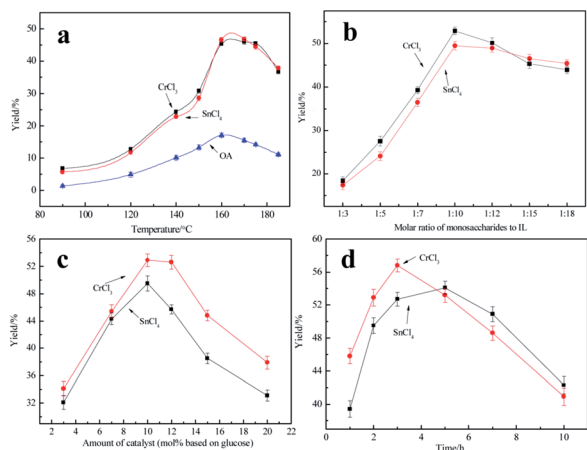 a
Yield/%
50
40
30
20
10
0
CrCl3
SnCl4
OA
80 100 120 140 160 180
Temperature/°C
b
Yield/%
50
40
30
20
CrCl3
SnCl4
1:3 1:5 1:7 1:10 1:12 1:15 1:18
Molar ratio of monosaccharides to IL
c
Yield/%
56
52
48
44
40
36
32
CrCl3
SnCl4
2 4 6 8 10 12 14 16 18 20 22
Amount of catalyst (mol% based on glucose)
d
Yield/%
60
56
52
48
44
40
CrCl3
SnCl4
0 2 4 6 8 10
Time/h